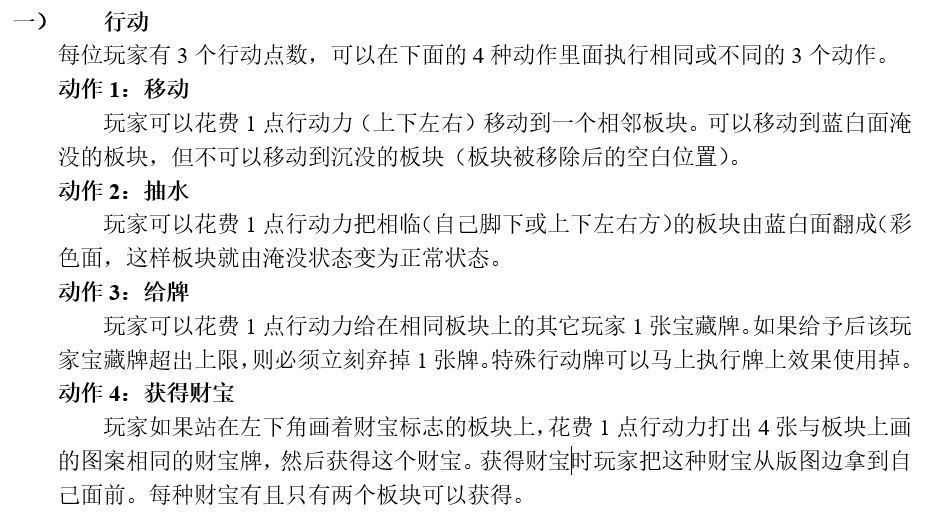 一） 行动
每位玩家有 3 个行动点数，可以在下面的 4 种动作里面执行相同或不同的 3 个动作。
动作 1：移动
玩家可以花费 1 点行动力（上下左右）移动到一个相邻板块。可以移动到蓝白面淹
没的板块，但不可以移动到沉没的板块（板块被移除后的空白位置）。
动作 2：抽水
玩家可以花费 1 点行动力把相临（自己脚下或上下左右方）的板块由蓝白面翻成（彩
色面，这样板块就由淹没状态变为正常状态。
动作 3：给牌
玩家可以花费 1 点行动力给在相同板块上的其它玩家 1 张宝藏牌。如果给予后该玩
家宝藏牌超出上限，则必须立刻弃掉 1 张牌。特殊行动牌可以马上执行牌上效果使用掉。
动作 4：获得财宝
玩家如果站在左下角画着财宝标志的板块上，花费 1 点行动力打出 4 张与板块上画
的图案相同的财宝牌，然后获得这个财宝。获得财宝时玩家把这种财宝从版图边拿到自
己面前。每种财宝有且只有两个板块可以获得。